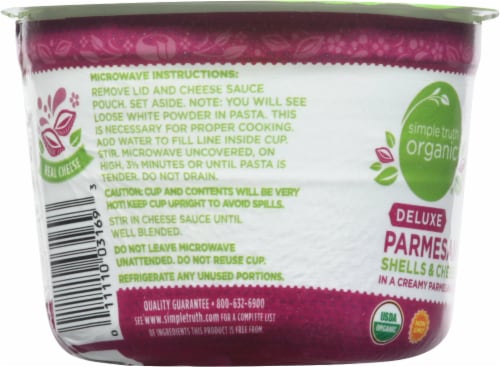 MICROWAVE INSTRUCTIONS:
REMOVE LID AND CHEESE SAUCE
POUCH. SET ASIDE. NOTE: YOU WILL SEE
LOOSE WHITE POWDER IN PASTA. THIS
IS NECESSARY FOR PROPER COOKING.
ADD WATER TO FILL LINE INSIDE CUP.
STIR. MICROWAVE UNCOVERED, ON
HIGH, 3½ MINUTES OR UNTIL PASTA IS
TENDER. DO NOT DRAIN.
CAUTION: CUP AND CONTENTS WILL BE VERY
HOT! KEEP CUP UPRIGHT TO AVOID SPILLS.
STIR IN CHEESE SAUCE UNTIL
WELL BLENDED.
DO NOT LEAVE MICROWAVE
UNATTENDED. DO NOT REUSE CUP.
REFRIGERATE ANY UNUSED PORTIONS.
QUALITY GUARANTEE • 800-632-6900
SEE WWW.simpletruth.com FOR A COMPLETE LIST
OF INGREDIENTS THIS PRODUCT IS FREE FROM
REAL CHEESE
0 11110 03169 3
simple truth
organic
DELUXE
PARMESA
SHELLS & CHE
IN A CREAMY PARMESA
USDA
ORGANIC